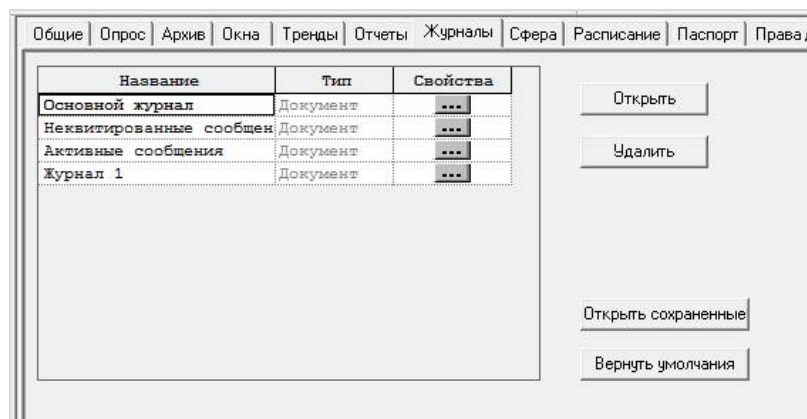 Общие Опрос Архив Окна Тренды Отчеты Журналы Сфера Расписание Паспорт Права
Название Тип Свойства
Основной журнал Документ ...
Неквитированные сообщен Документ ...
Активные сообщения Документ ...
Журнал 1 Документ ...
Открыть
Удалить
Открыть сохраненные
Вернуть умолчания